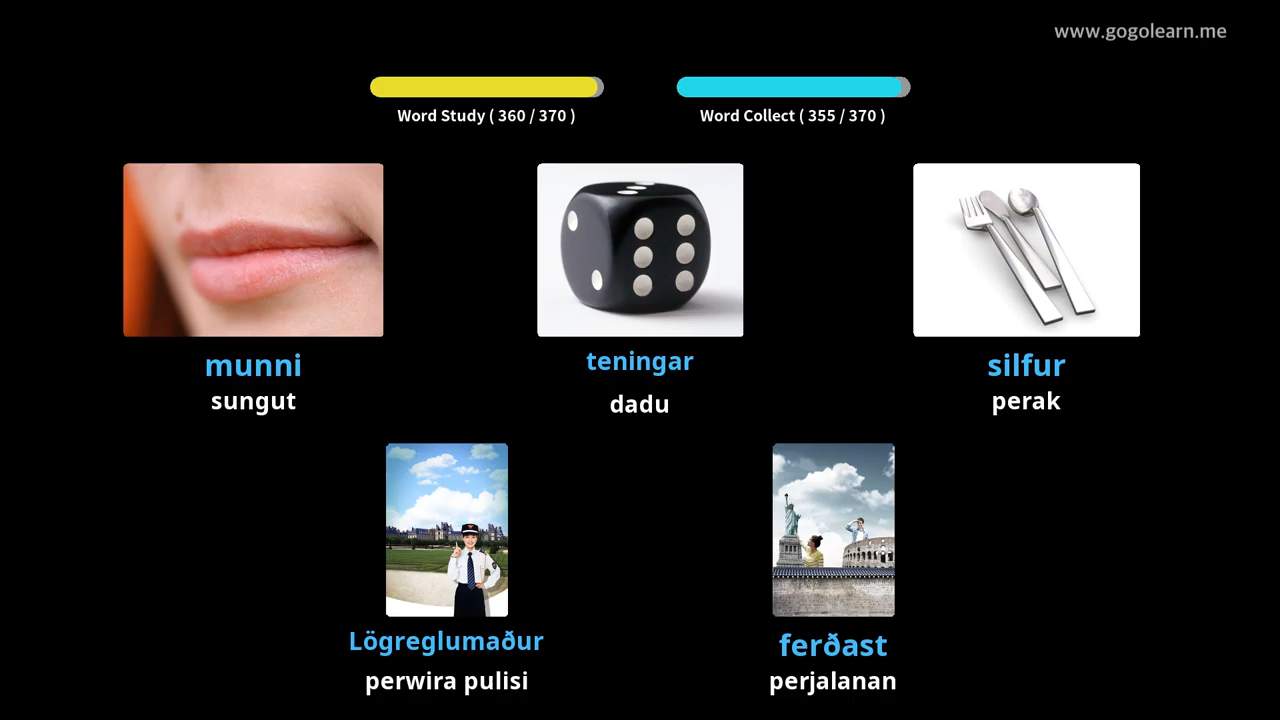 www.gogolearn.me
Word Study ( 360 / 370 )
Word Collect ( 355 / 370 )
munni
sungut
teningar
dadu
silfur
perak
Lögreglumaður
perwira pulisi
ferðast
perjalanan